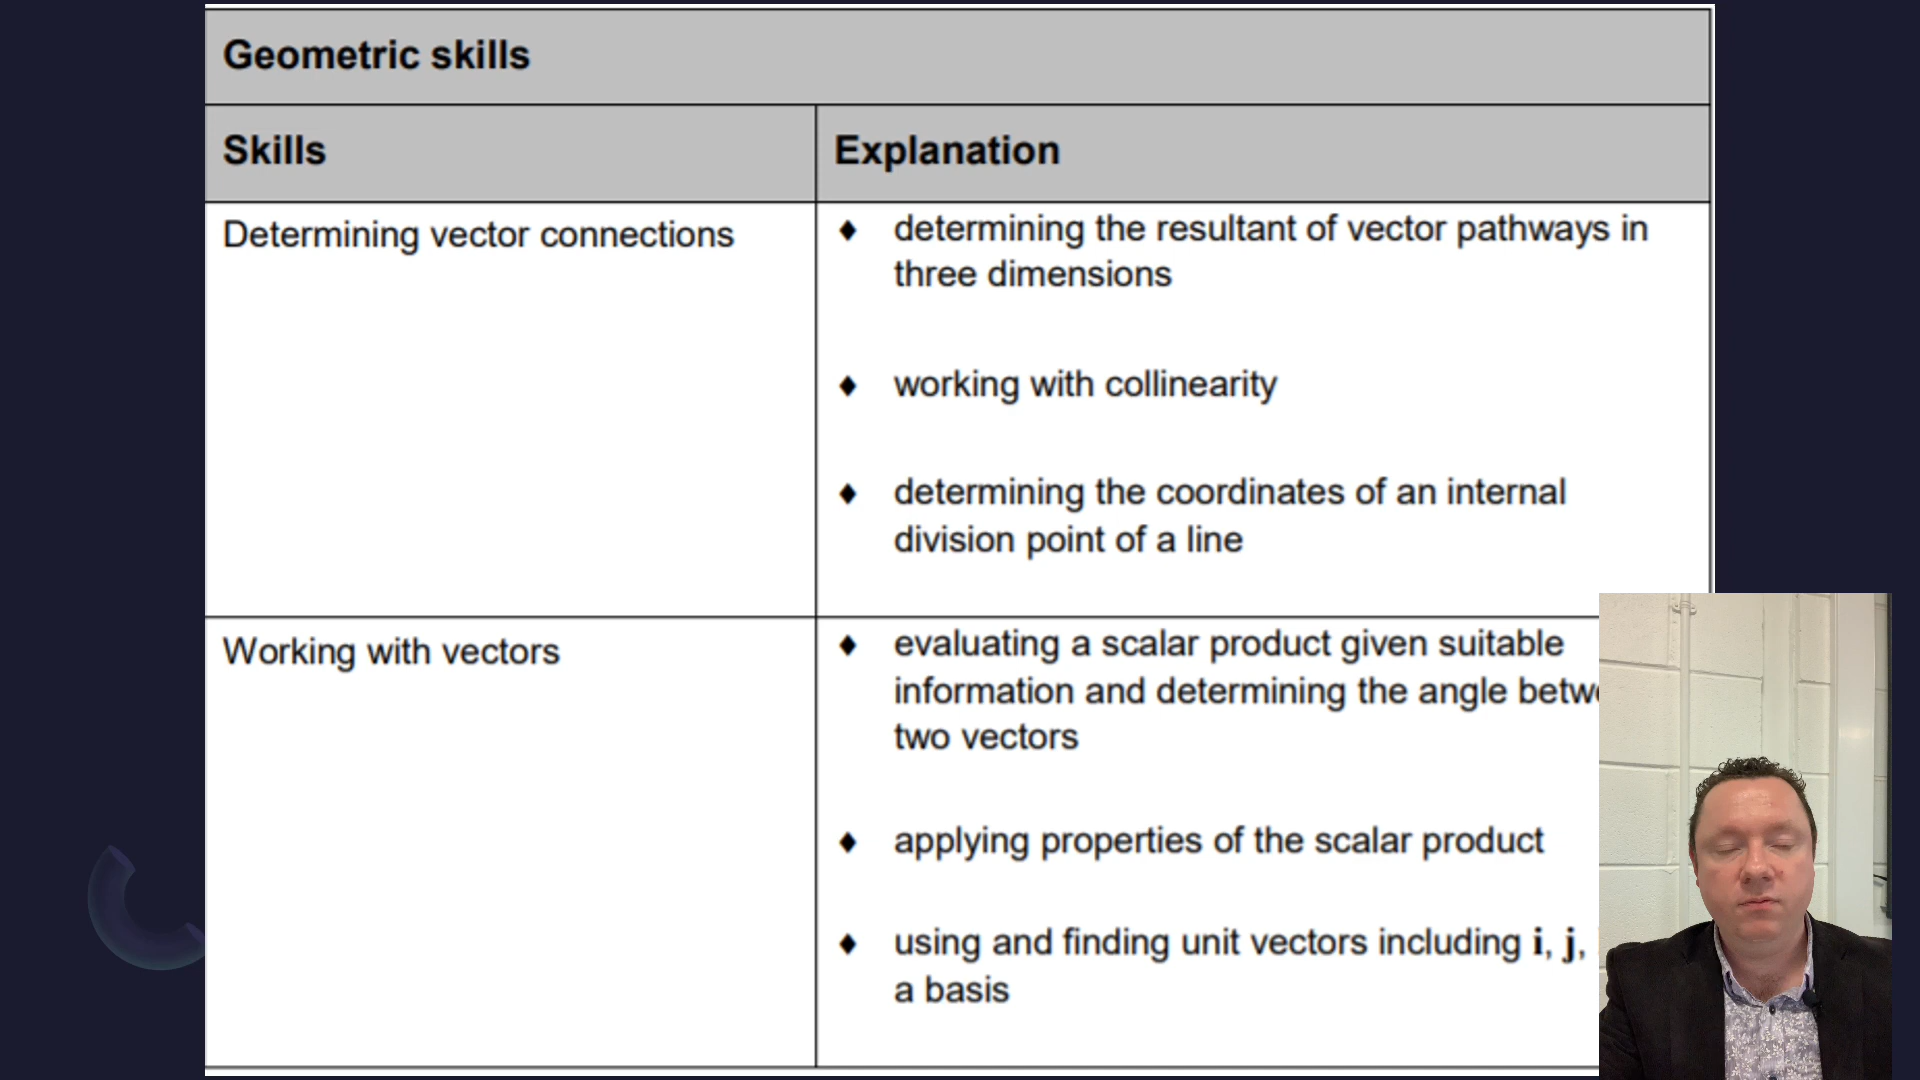 Geometric skills
Skills
Explanation
Determining vector connections
♦ determining the resultant of vector pathways in
three dimensions
♦ working with collinearity
♦ determining the coordinates of an internal
division point of a line
Working with vectors
♦ evaluating a scalar product given suitable
information and determining the angle
two vectors
♦ applying properties of the scalar product
♦ using and finding unit vectors including i, j,
a basis